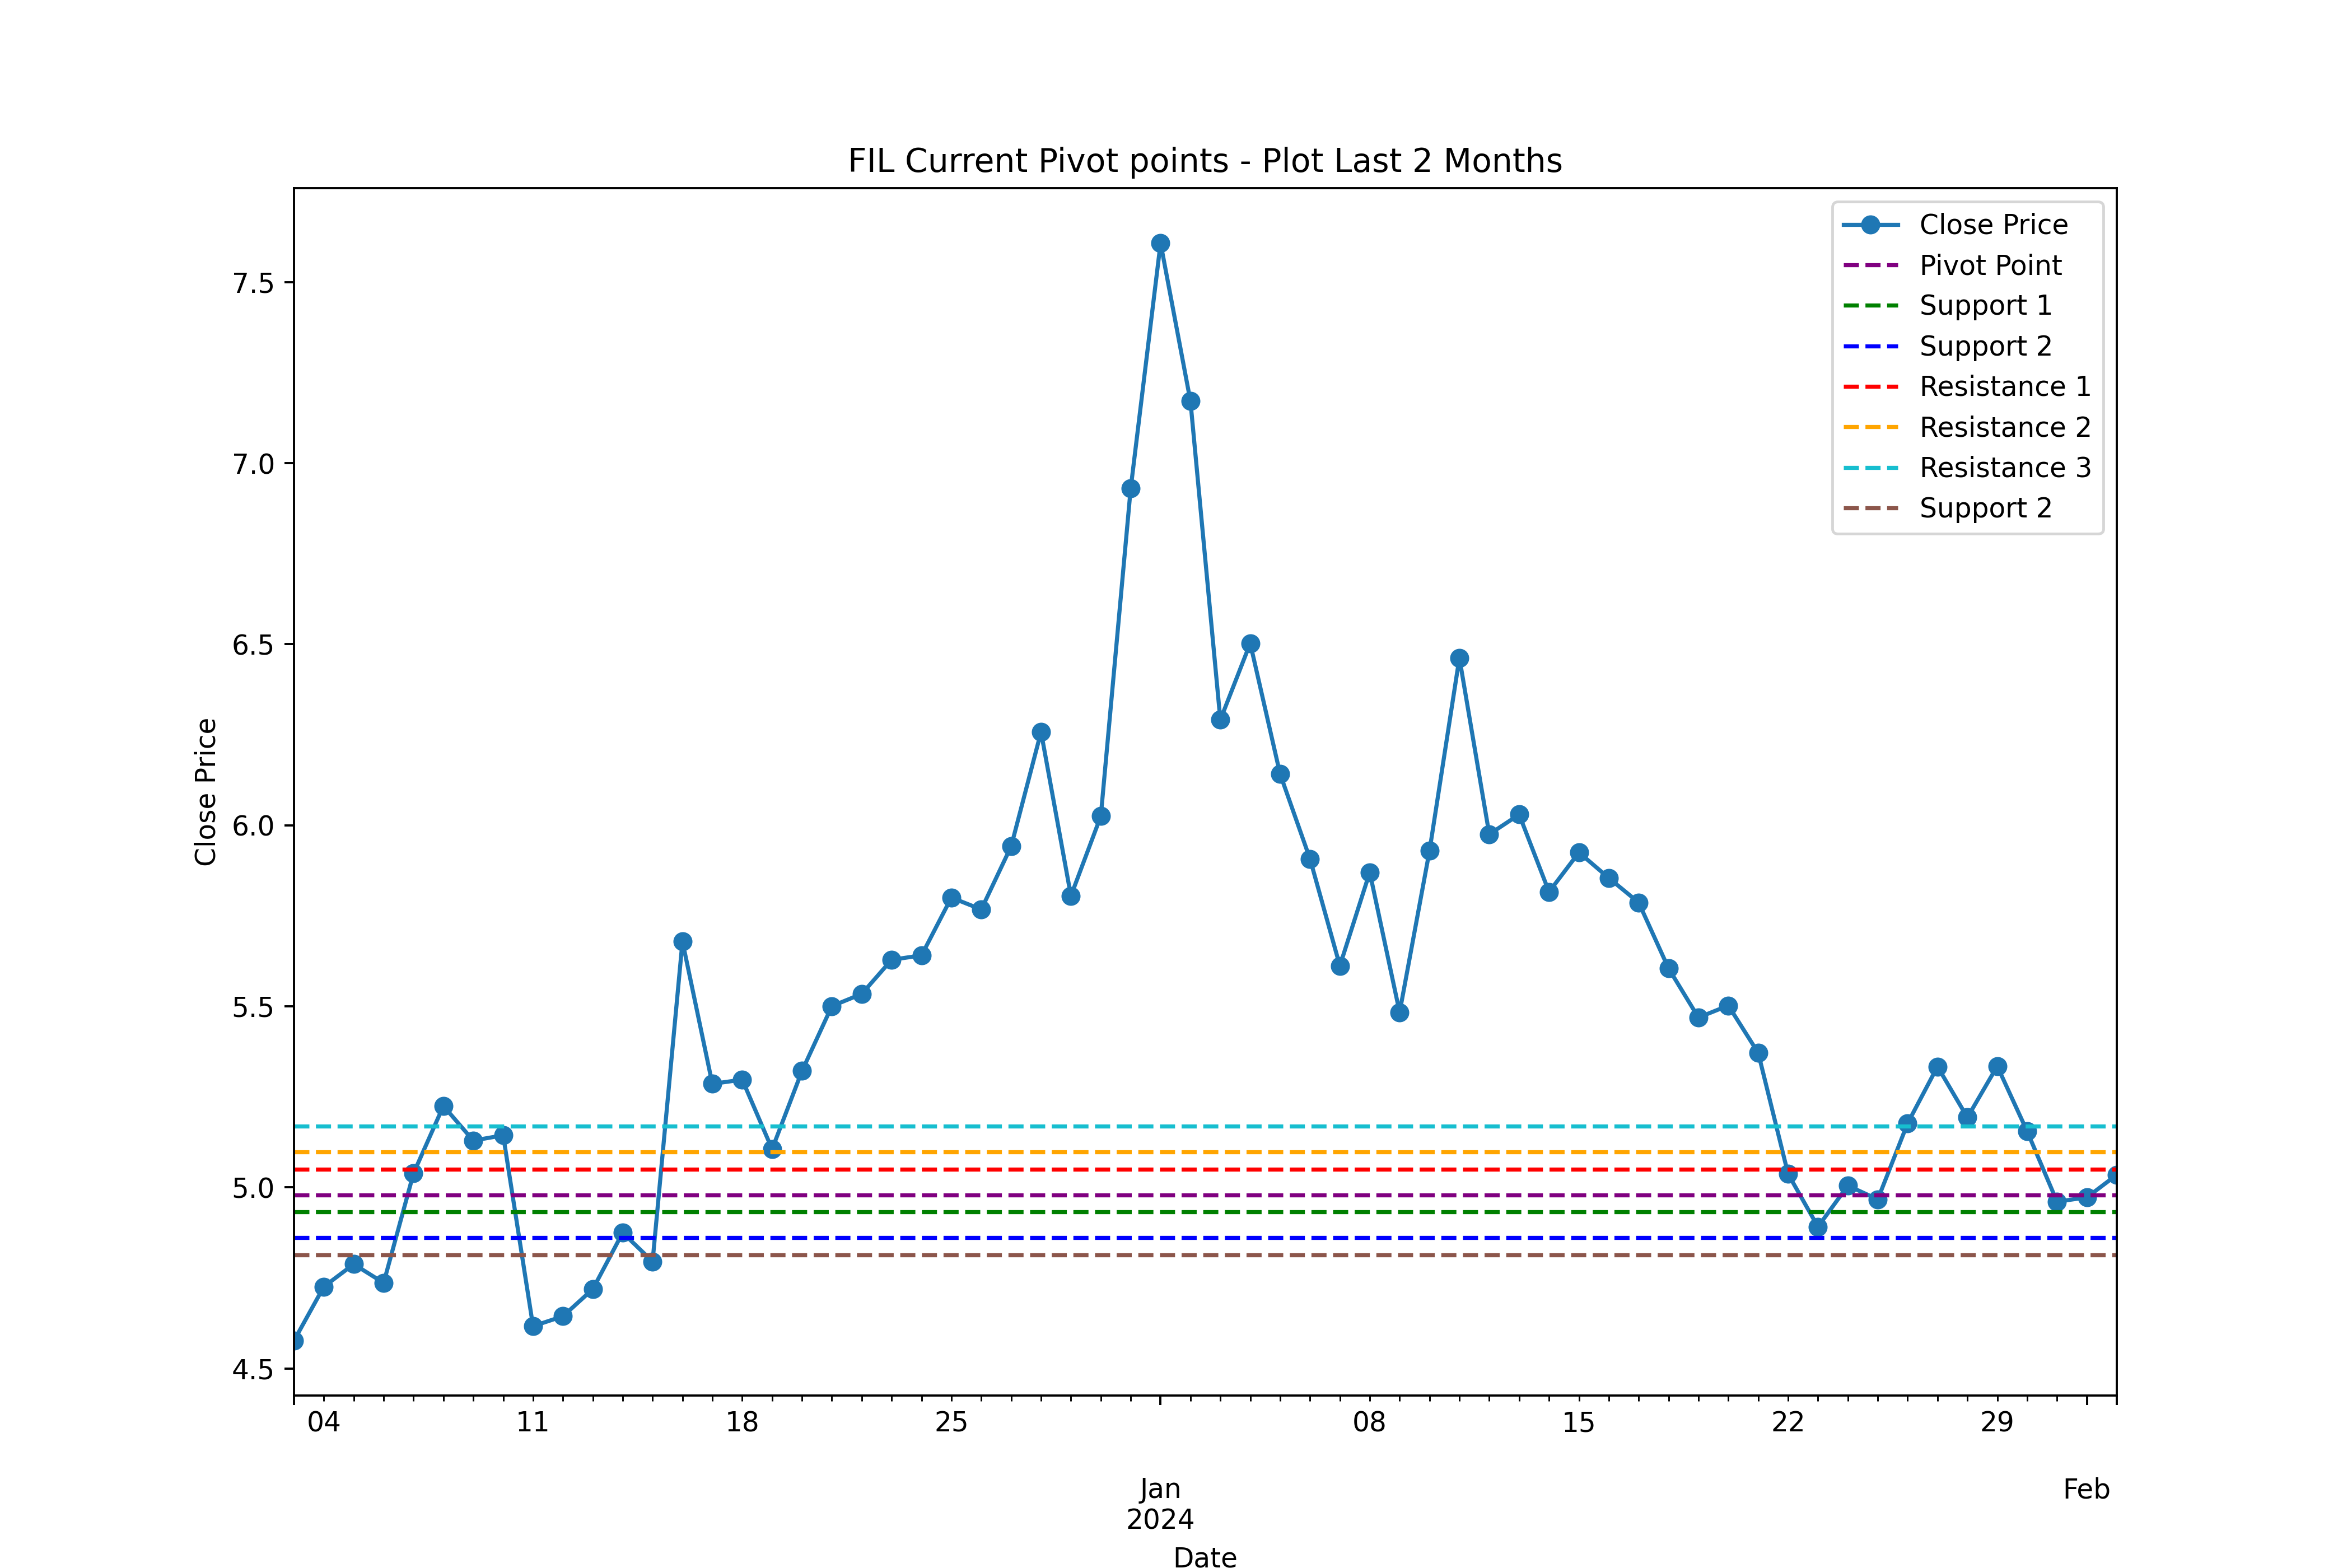 FIL Current Pivot points - Plot Last 2 Months
Close Price
Pivot Point
Support 1
Support 2
Resistance 1
Resistance 2
Resistance 3
Support 2
Close Price
7.5
7.0
6.5
6.0
5.5
5.0
4.5
04 11 18 25 08 15 22 29
Jan Feb
2024
Date